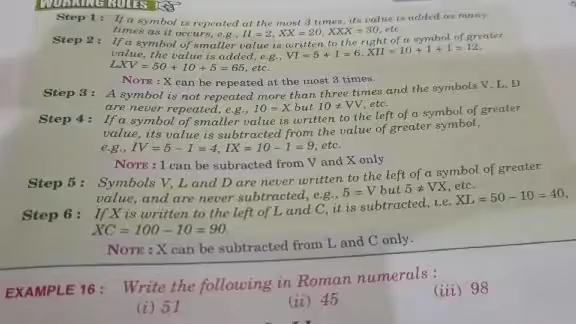 WORKING RULES
Step 1 : If a symbol is repeated at the most 3 times, its value is added as many
times as it occurs, e.g., II = 2, XX = 20, XXX = 30, etc
Step 2 : If a symbol of smaller value is written to the right of a symbol of greater
value, the value is added, e.g., VI = 5 + 1 = 6. XII = 10 + 1 + 1 = 12,
LXV = 50 + 10 + 5 = 65, etc.
NOTE : X can be repeated at the most 3 times.
Step 3 : A symbol is not repeated more than three times and the symbols V, L, D
are never repeated, e.g., 10 = X but 10 ≠ VV, etc.
Step 4 : If a symbol of smaller value is written to the left of a symbol of greater
value, its value is subtracted from the value of greater symbol,
e.g., IV = 5 – 1 = 4, IX = 10 – 1 = 9, etc.
NOTE : I can be subracted from V and X only
Step 5 : Symbols V, L and D are never written to the left of a symbol of greater
value, and are never subtracted, e.g., 5 = V but 5 ≠ VX, etc.
Step 6 : If X is written to the left of L and C, it is subtracted, i.e. XL = 50 – 10 = 40,
XC = 100 – 10 = 90
NOTE : X can be subtracted from L and C only.
EXAMPLE 16 : Write the following in Roman numerals :
(i) 51 (ii) 45 (iii) 98